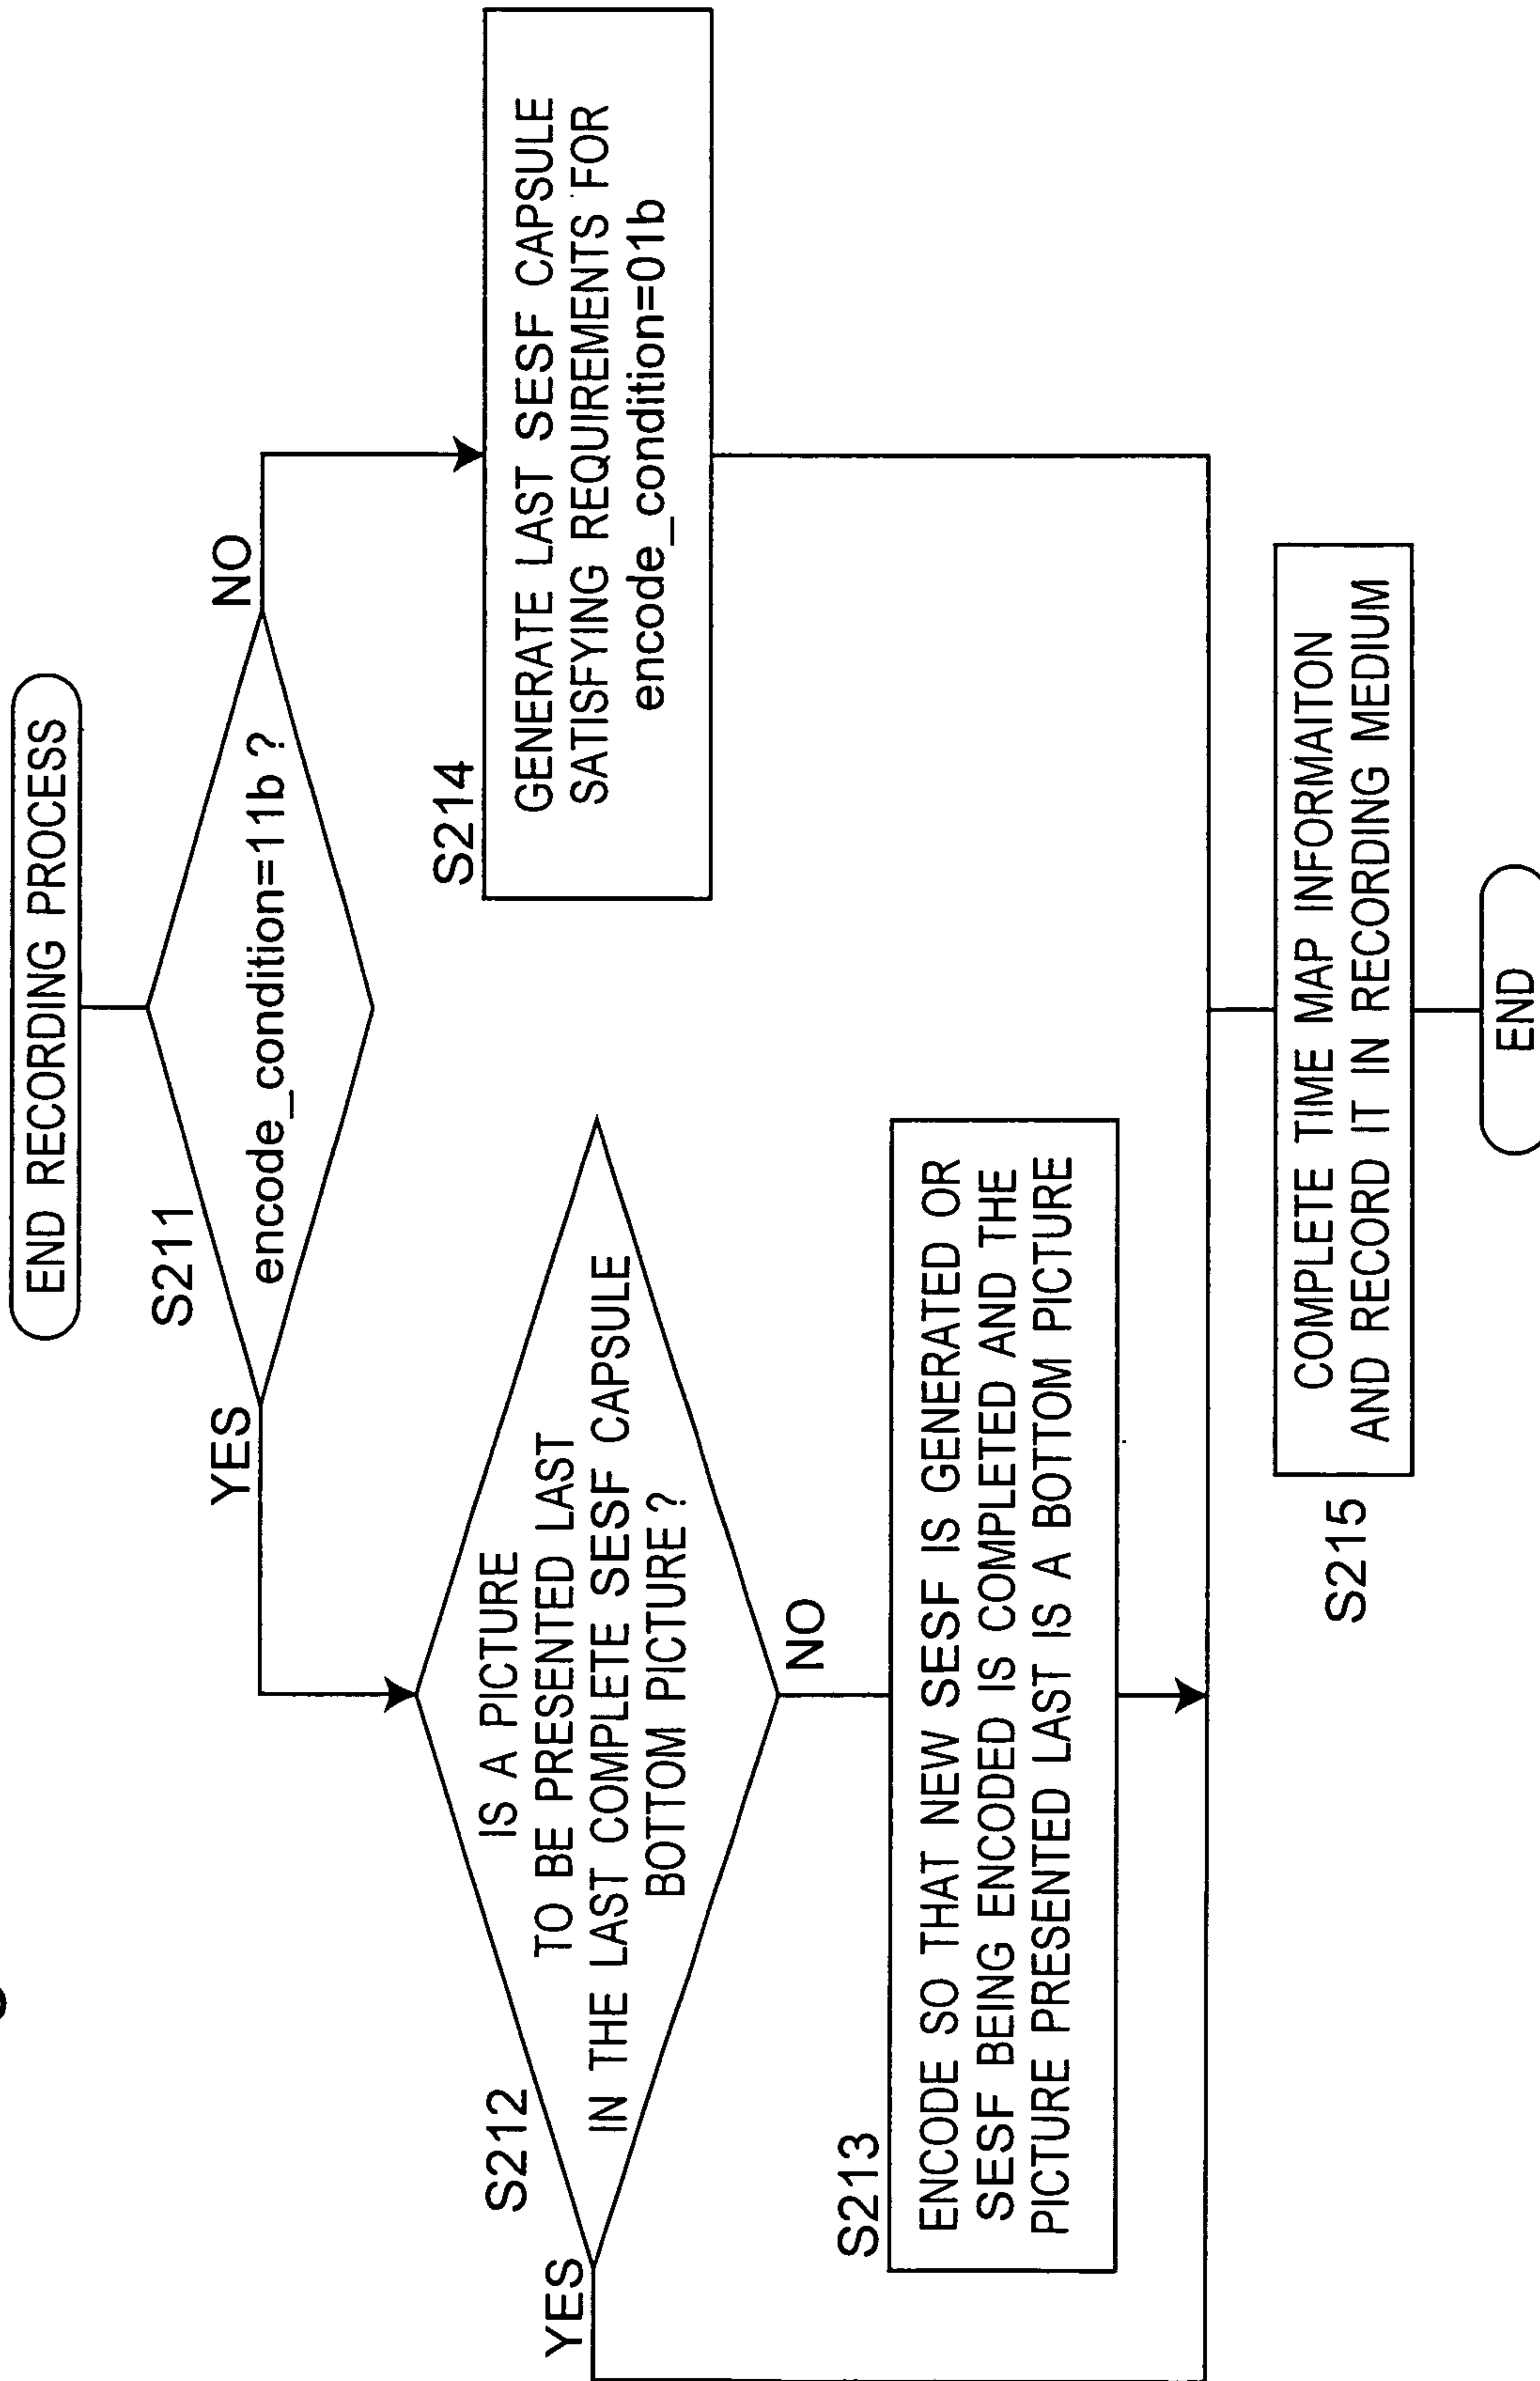 END RECORDING PROCESS
S211
encode_condition=11b ?
YES
NO
S212
IS A PICTURE
TO BE PRESENTED LAST
IN THE LAST COMPLETE SESF CAPSULE
BOTTOM PICTURE ?
YES
NO
S214
GENERATE LAST SESF CAPSULE
SATISFYING REQUIREMENTS FOR
encode_condition=01b
S213
ENCODE SO THAT NEW SESF IS GENERATED OR
SESF BEING ENCODED IS COMPLETED AND THE
PICTURE PRESENTED LAST IS A BOTTOM PICTURE
S215
COMPLETE TIME MAP INFORMAITON
AND RECORD IT IN RECORDING MEDIUM
END